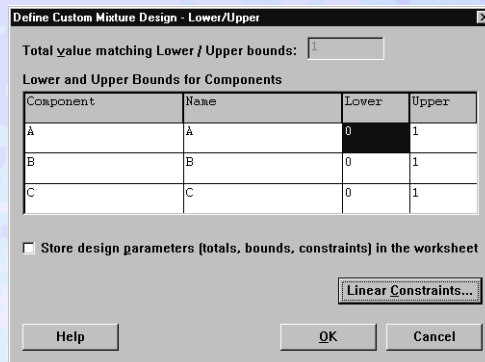 Define Custom Mixture Design - Lower/Upper
Total value matching Lower / Upper bounds: 1
Lower and Upper Bounds for Components
Component Name Lower Upper
A A 0 1
B B 0 1
C C 0 1
Store design parameters (totals, bounds, constraints) in the worksheet
Linear Constraints...
Help OK Cancel